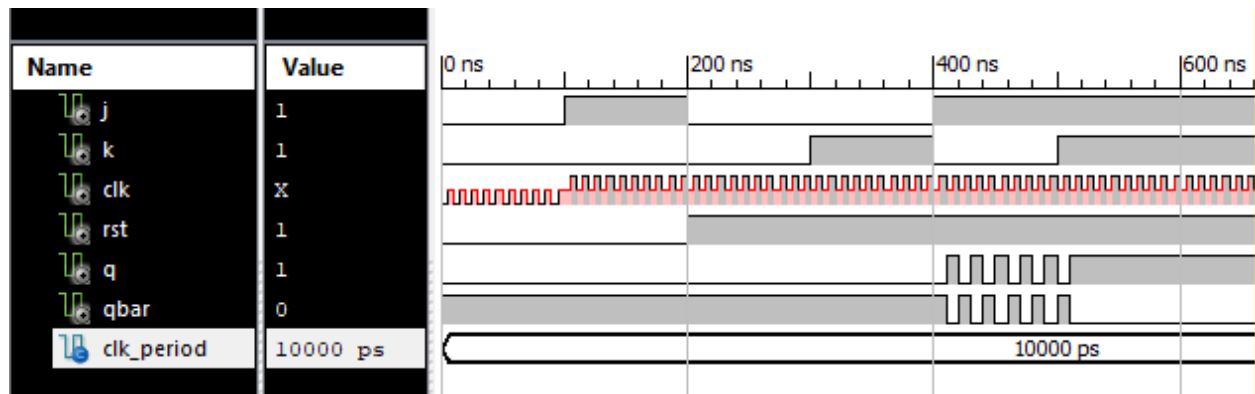 Name Value 0 ns 200 ns 400 ns 600 ns
j 1
k 1
clk X
rst 1
q 1
qbar 0
clk_period 10000 ps 10000 ps